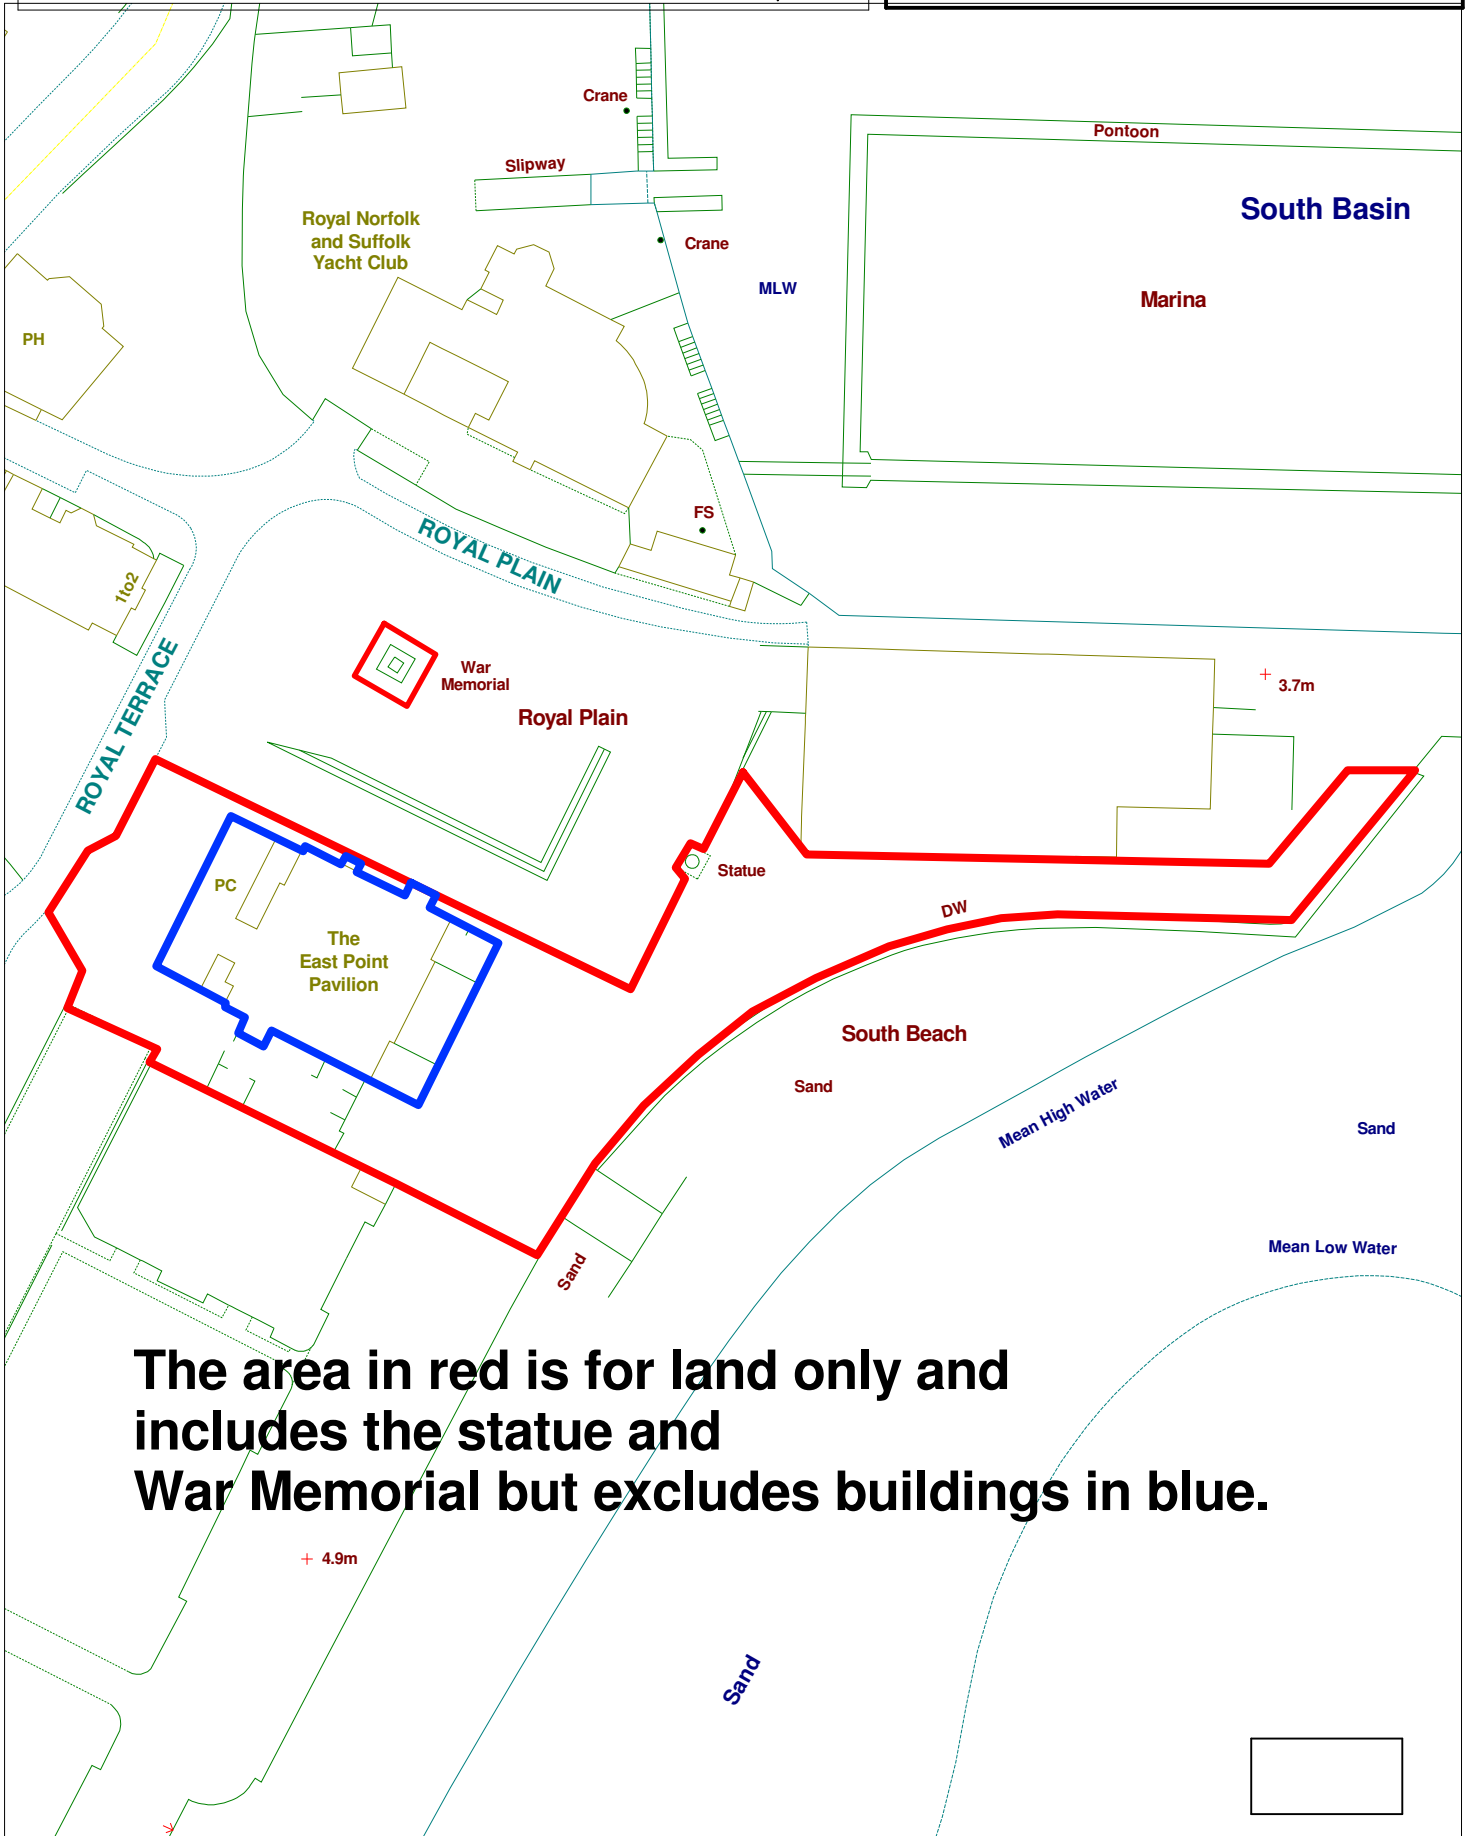 Crane
Pontoon
Slipway
South Basin
Royal Norfolk
and Suffolk
Yacht Club
Crane
MLW
Marina
PH
FS
ROYAL PLAIN
1to2
War
Memorial
3.7m
ROYAL TERRACE
Royal Plain
Statue
PC
DW
The
East Point
Pavilion
South Beach
Sand
Mean High Water
Sand
Mean Low Water
Sand
The area in red is for land only and
includes the statue and
War Memorial but excludes buildings in blue.
4.9m
Sand